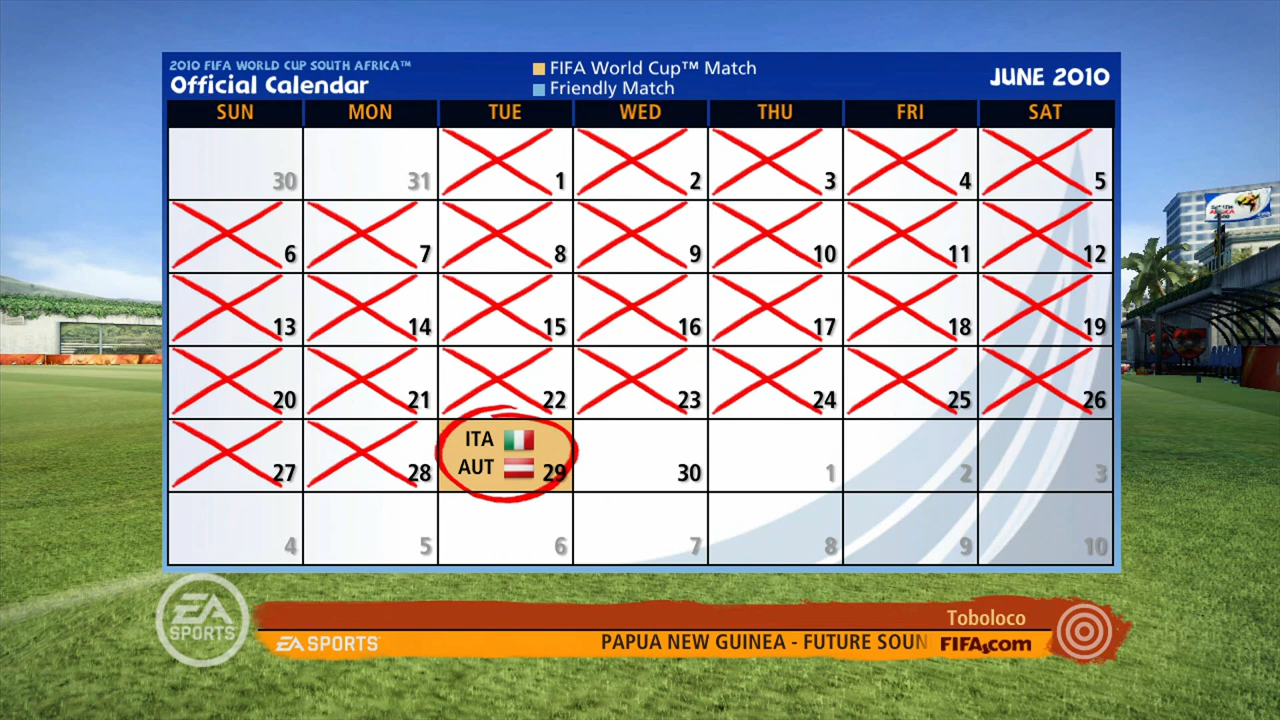 2010 FIFA WORLD CUP SOUTH AFRICA™
Official Calendar
FIFA World Cup™ Match
Friendly Match
JUNE 2010
SUN MON TUE WED THU FRI SAT
30 31 1 2 3 4 5
6 7 8 9 10 11 12
13 14 15 16 17 18 19
20 21 22 23 24 25 26
ITA
AUT
27 28 29 30 1 2 3
4 5 6 7 8 9 10
EA
SPORTS
Toboloco
EA SPORTS™
PAPUA NEW GUINEA - FUTURE SOUN
FIFA.com